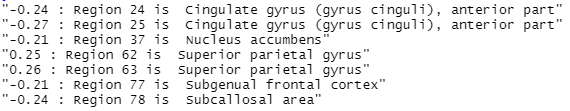 "-0.24 : Region 24 is  Cingulate gyrus (gyrus cinguli), anterior part"
"-0.27 : Region 25 is  Cingulate gyrus (gyrus cinguli), anterior part"
"-0.21 : Region 37 is  Nucleus accumbens"
"0.25 : Region 62 is  Superior parietal gyrus"
"0.26 : Region 63 is  Superior parietal gyrus"
"-0.21 : Region 77 is  Subgenual frontal cortex"
"-0.24 : Region 78 is  Subcallosal area"